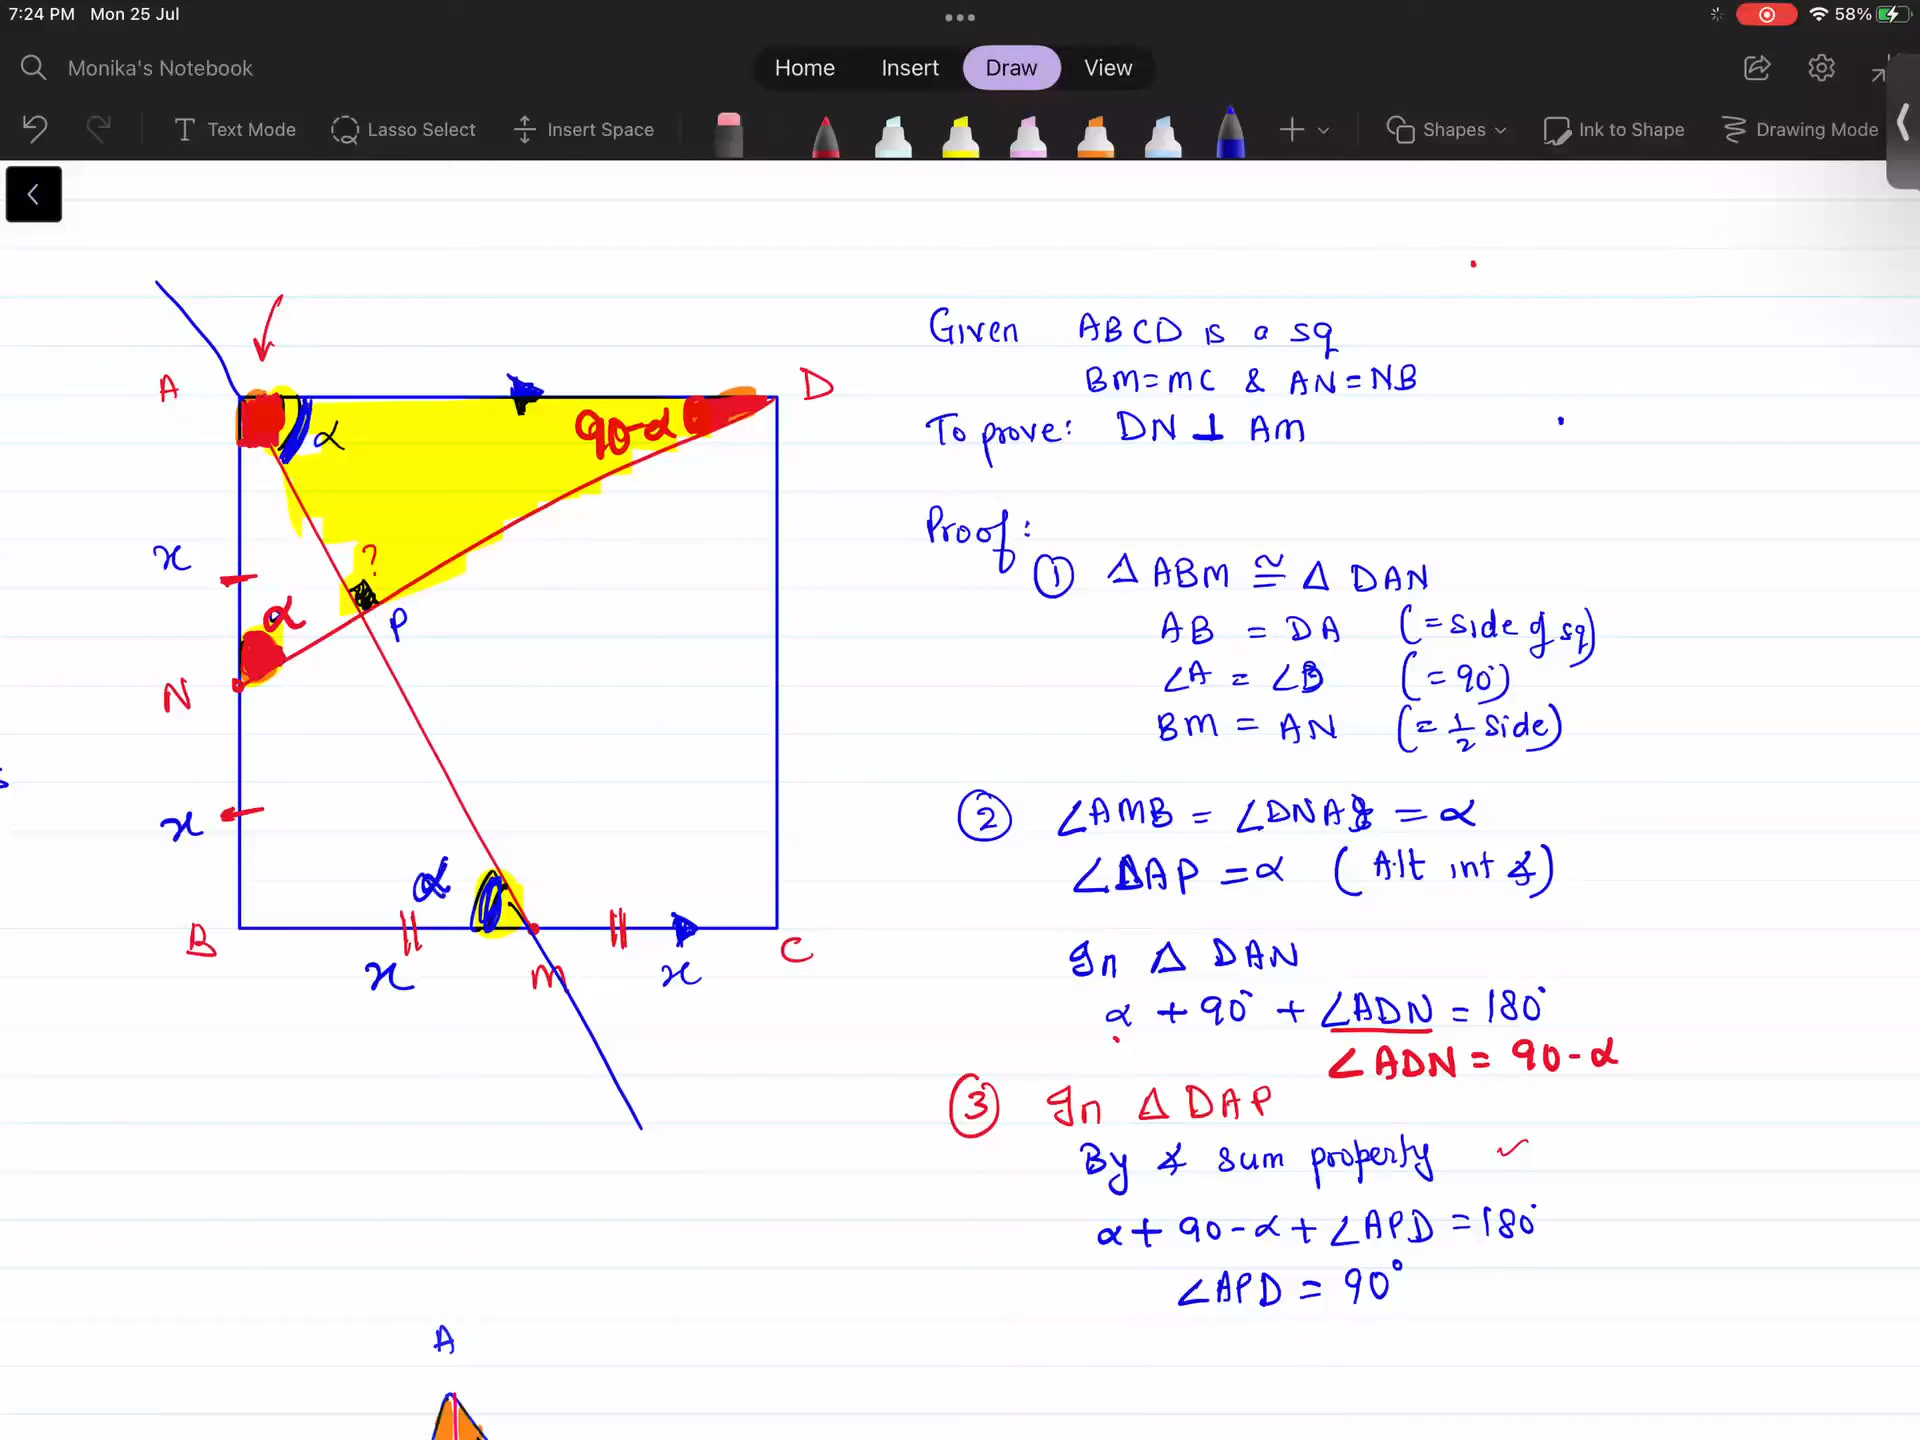 7:24 PM Mon 25 Jul
58%
Monika's Notebook
Home Insert Draw View
Text Mode Lasso Select Insert Space Shapes Ink to Shape Drawing Mode
A
D
α
90-α
x
?
α
P
N
x
α
B
C
x
M
x
A
Given ABCD is a sq
BM=MC & AN=NB
To prove: DN ⊥ AM
Proof:
① Δ ABM ≅ Δ DAN
AB = DA (= side of sq)
∠A = ∠B (= 90°)
BM = AN (= 1/2 side)
② ∠AMB = ∠DNA = α
∠DAP = α (Alt int ∡)
In Δ DAN
α + 90° + ∠ADN = 180°
∠ADN = 90-α
③ In Δ DAP
By ∡ sum property
α + 90-α + ∠APD = 180°
∠APD = 90°